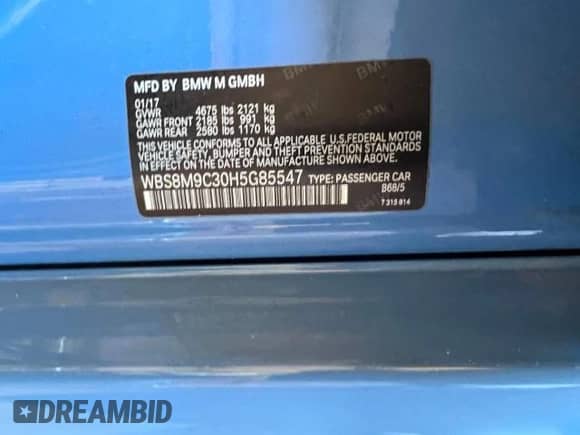 MFD BY BMW M GMBH
01/17
GVWR 4675 lbs 2121 kg
GAWR FRONT 2185 lbs 991 kg
GAWR REAR 2580 lbs 1170 kg
THIS VEHICLE CONFORMS TO ALL APPLICABLE U.S.FEDERAL MOTOR
VEHICLE SAFETY, BUMPER AND THEFT PREVENTION STANDARDS
IN EFFECT ON THE DATE OF MANUFACTURE SHOWN ABOVE.
WBS8M9C30H5G85547 TYPE: PASSENGER CAR
B68/5
7 315 814
DREAMBID